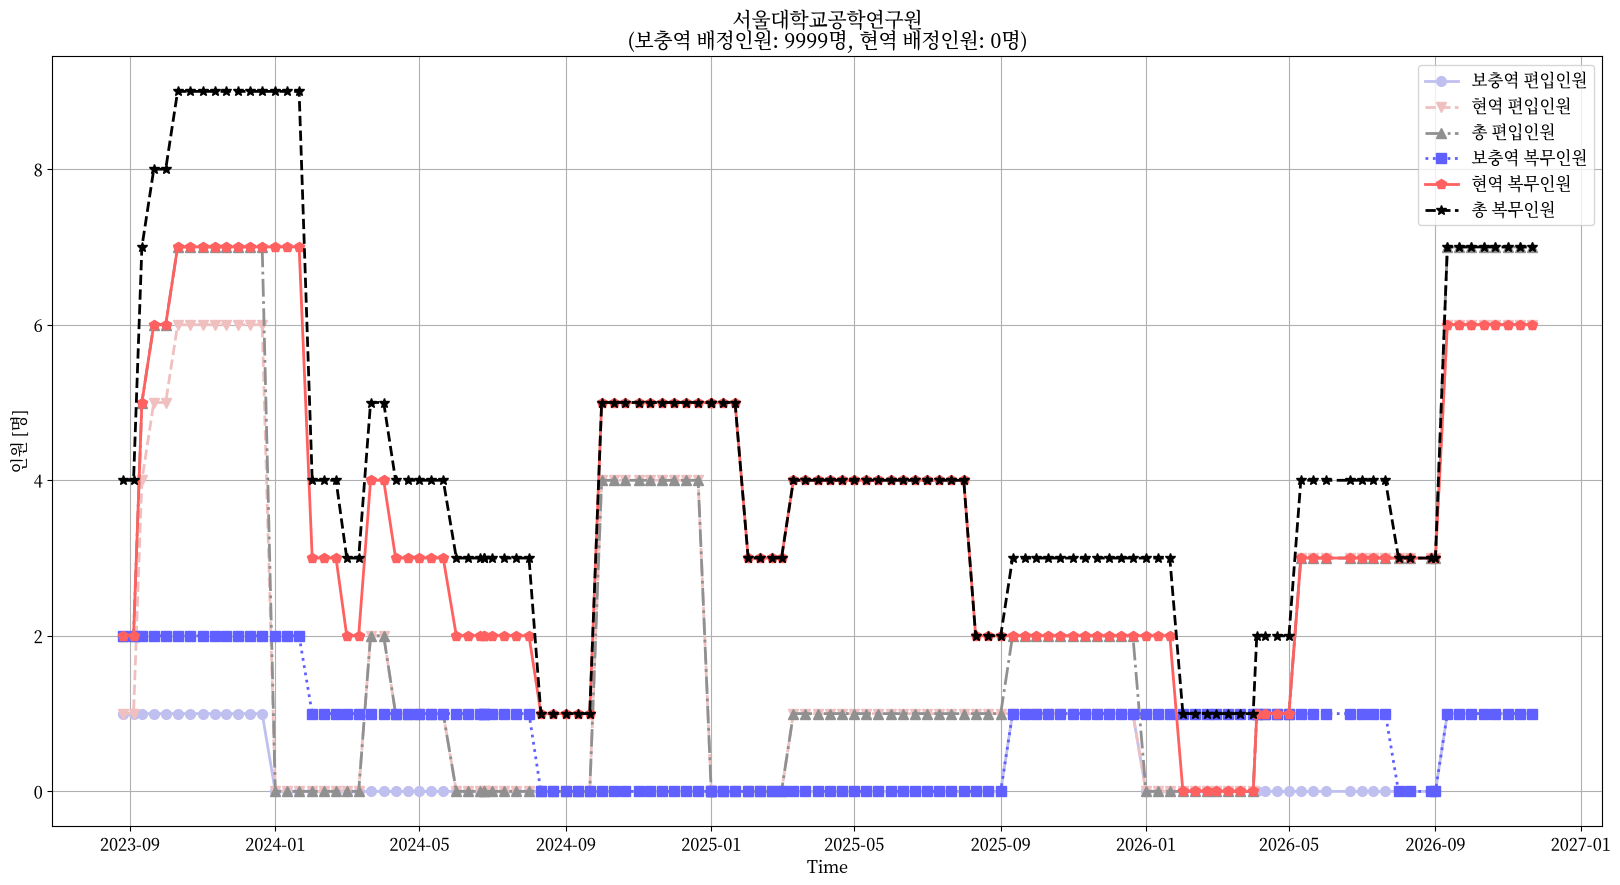 서울대학교공학연구원
(보충역 배정인원: 9999명, 현역 배정인원: 0명)
보충역 편입인원
현역 편입인원
총 편입인원
보충역 복무인원
현역 복무인원
총 복무인원
인원 [명]
8
6
4
2
0
2023-09
2024-01
2024-05
2024-09
2025-01
2025-05
2025-09
2026-01
2026-05
2026-09
2027-01
Time